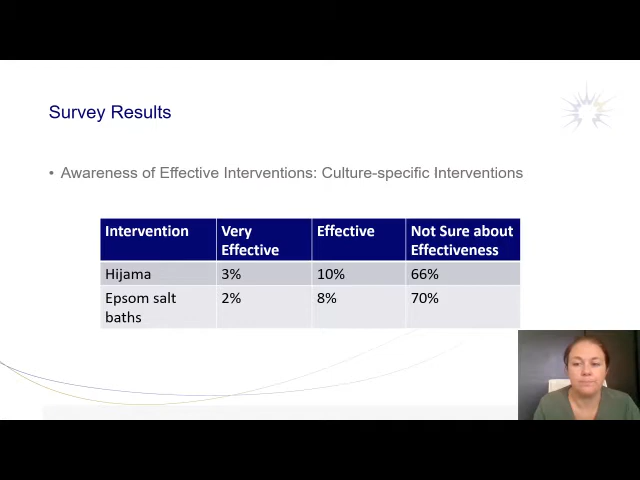 Survey Results
• Awareness of Effective Interventions: Culture-specific Interventions
Intervention Very Effective Effective Not Sure about Effectiveness
Hijama 3% 10% 66%
Epsom salt baths 2% 8% 70%